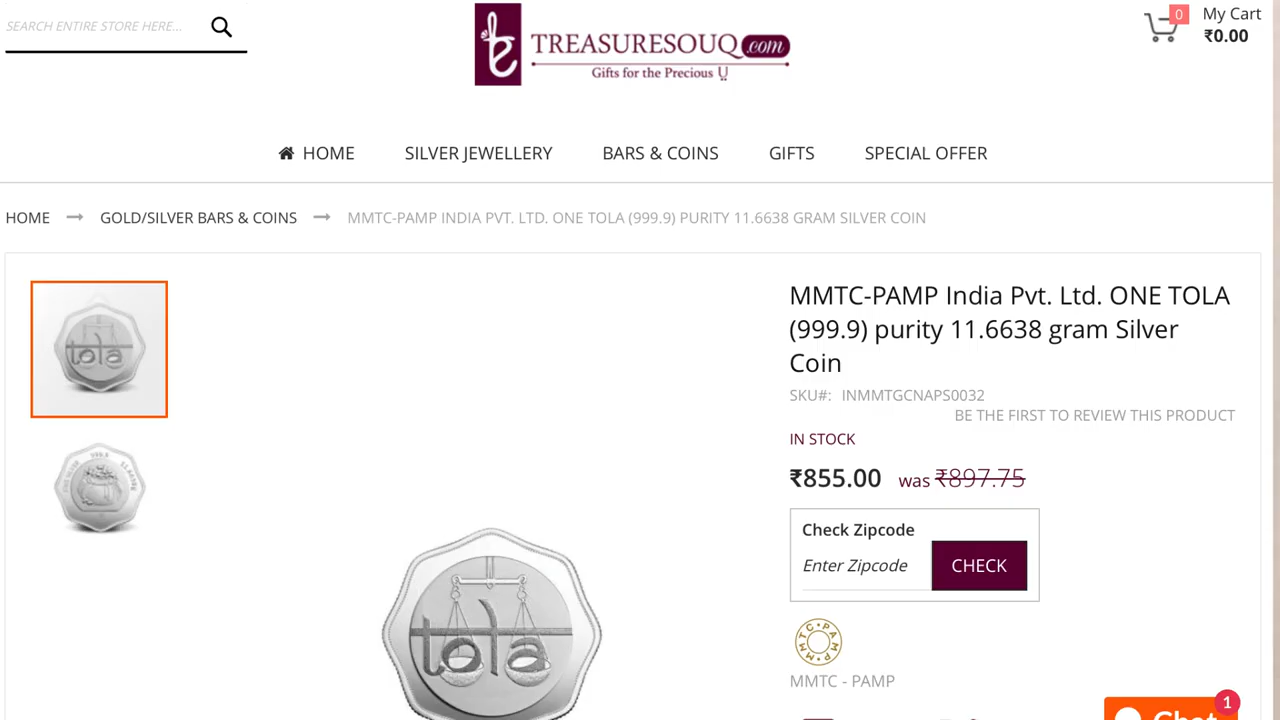 SEARCH ENTIRE STORE HERE...
TREASURESOUQ.com
Gifts for the Precious U
0
My Cart
₹0.00
HOME
SILVER JEWELLERY
BARS & COINS
GIFTS
SPECIAL OFFER
HOME
GOLD/SILVER BARS & COINS
MMTC-PAMP INDIA PVT. LTD. ONE TOLA (999.9) PURITY 11.6638 GRAM SILVER COIN
tola
tola
MMTC-PAMP India Pvt. Ltd. ONE TOLA
(999.9) purity 11.6638 gram Silver
Coin
SKU#: INMMTGCNAPS0032
BE THE FIRST TO REVIEW THIS PRODUCT
IN STOCK
₹855.00 was ₹897.75
Check Zipcode
Enter Zipcode
CHECK
MMTC PAMP
MMTC - PAMP
Chat
1